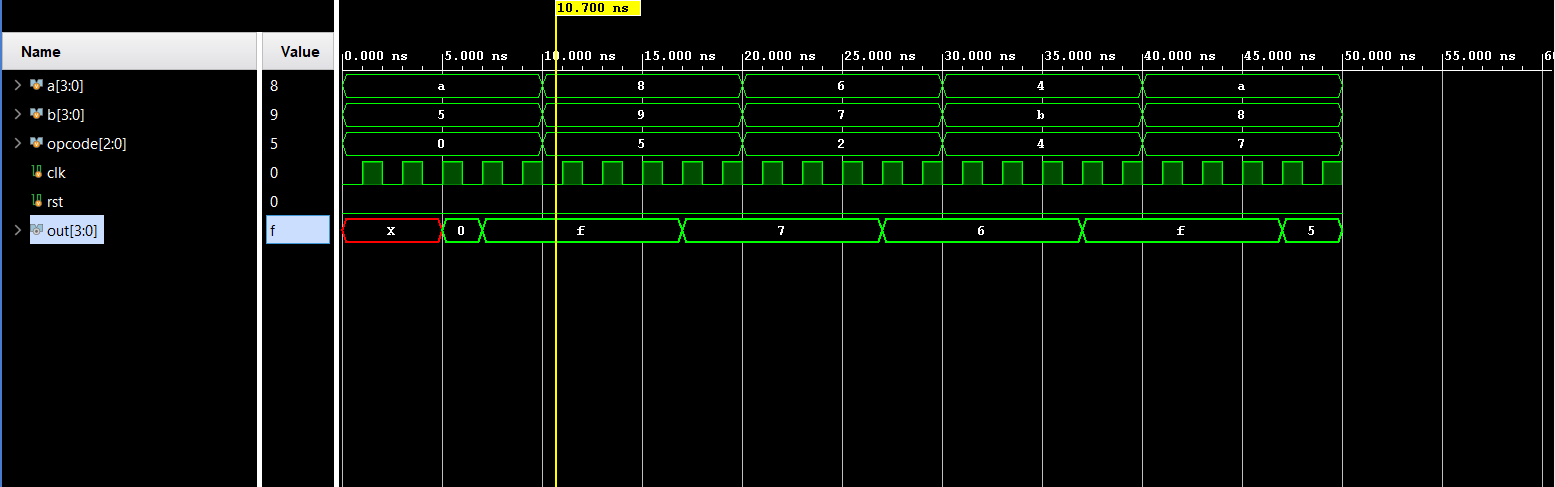 10.700 ns
Name Value
0.000 ns 5.000 ns 10.000 ns 15.000 ns 20.000 ns 25.000 ns 30.000 ns 35.000 ns 40.000 ns 45.000 ns 50.000 ns 55.000 ns
a[3:0] 8 a 8 6 4 a
b[3:0] 9 5 9 7 b 8
opcode[2:0] 5 0 5 2 4 7
clk 0
rst 0
out[3:0] f x 0 f 7 6 f 5